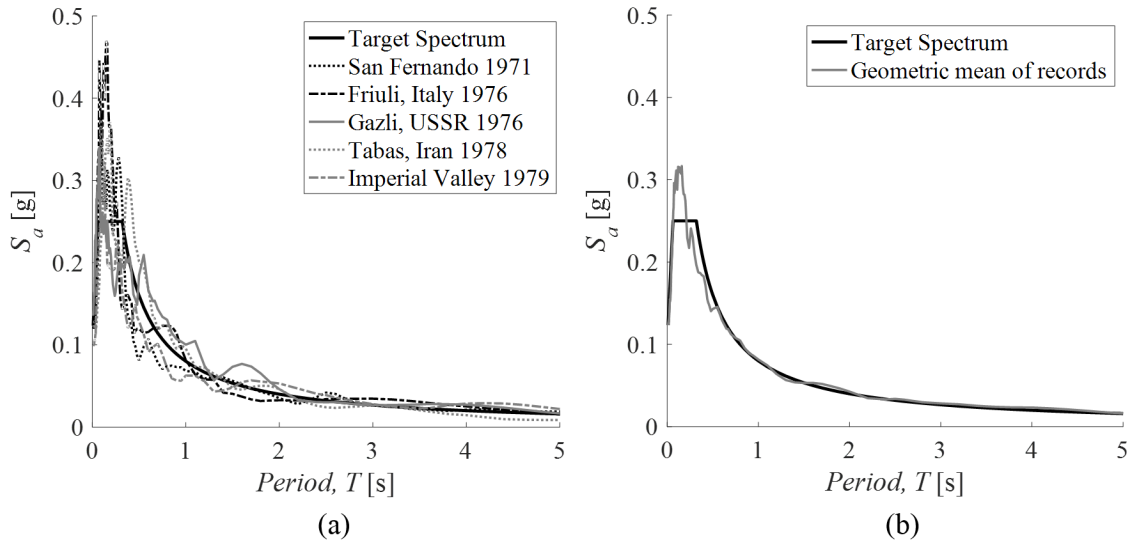 0.5
0.4
0.3
0.2
0.1
0
Sa [g]
Target Spectrum
San Fernando 1971
Friuli, Italy 1976
Gazli, USSR 1976
Tabas, Iran 1978
Imperial Valley 1979
0 1 2 3 4 5
Period, T [s]
(a)
0.5
0.4
0.3
0.2
0.1
0
Sa [g]
Target Spectrum
Geometric mean of records
0 1 2 3 4 5
Period, T [s]
(b)